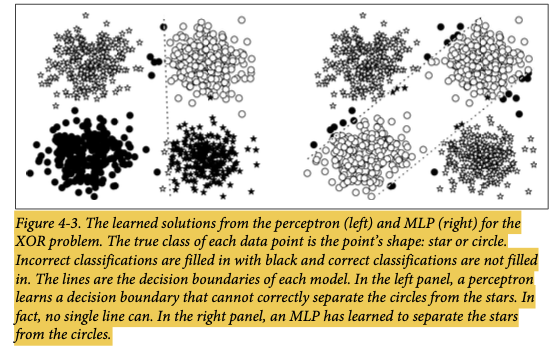 Figure 4-3. The learned solutions from the perceptron (left) and MLP (right) for the
XOR problem. The true class of each data point is the point's shape: star or circle.
Incorrect classifications are filled in with black and correct classifications are not filled
in. The lines are the decision boundaries of each model. In the left panel, a perceptron
learns a decision boundary that cannot correctly separate the circles from the stars. In
fact, no single line can. In the right panel, an MLP has learned to separate the stars
from the circles.